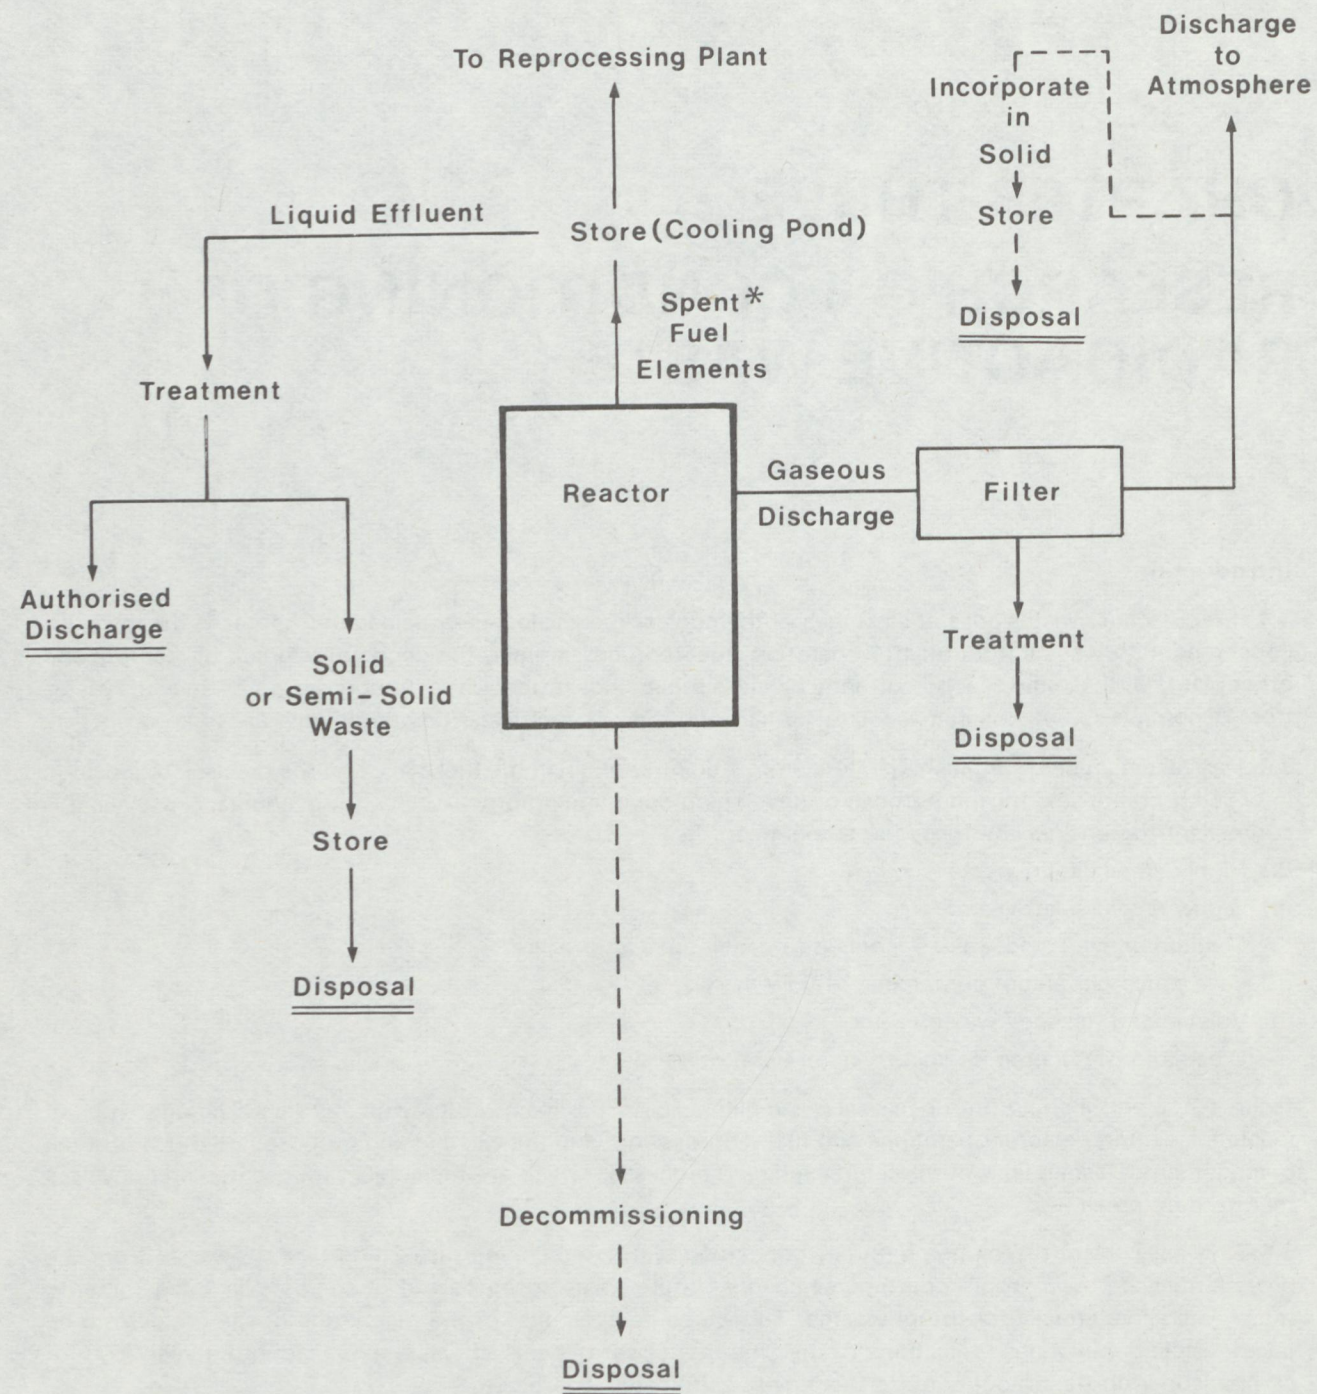 To Reprocessing Plant
Discharge
to
Atmosphere
Incorporate
in
Solid
Store
Disposal
Liquid Effluent
Store (Cooling Pond)
Spent*
Fuel
Elements
Treatment
Reactor
Gaseous
Discharge
Filter
Authorised
Discharge
Solid
or Semi-Solid
Waste
Store
Disposal
Treatment
Disposal
Decommissioning
Disposal